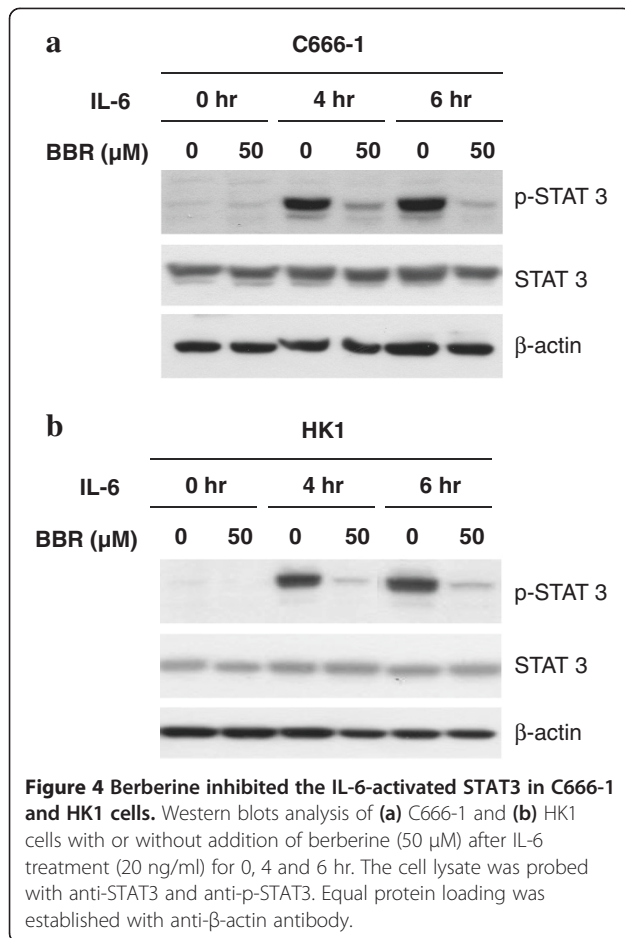 a
C666-1
IL-6 0 hr 4 hr 6 hr
BBR (µM) 0 50 0 50 0 50
p-STAT 3
STAT 3
β-actin
b
HK1
IL-6 0 hr 4 hr 6 hr
BBR (µM) 0 50 0 50 0 50
p-STAT 3
STAT 3
β-actin
Figure 4 Berberine inhibited the IL-6-activated STAT3 in C666-1
and HK1 cells. Western blots analysis of (a) C666-1 and (b) HK1
cells with or without addition of berberine (50 µM) after IL-6
treatment (20 ng/ml) for 0, 4 and 6 hr. The cell lysate was probed
with anti-STAT3 and anti-p-STAT3. Equal protein loading was
established with anti-β-actin antibody.